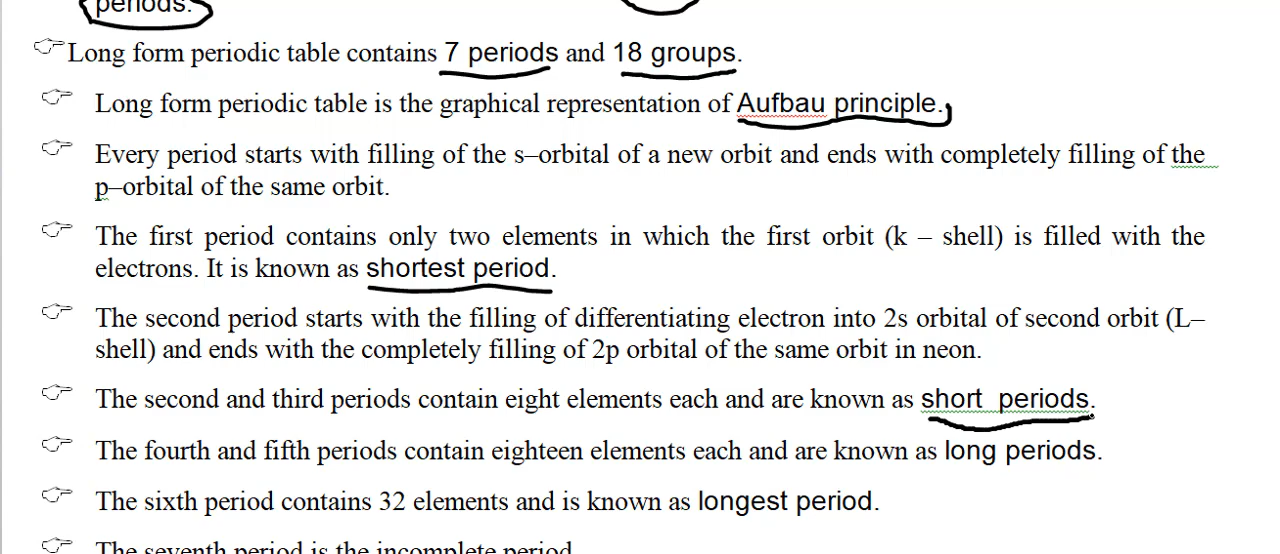 periods.
Long form periodic table contains 7 periods and 18 groups.
Long form periodic table is the graphical representation of Aufbau principle.
Every period starts with filling of the s–orbital of a new orbit and ends with completely filling of the
p–orbital of the same orbit.
The first period contains only two elements in which the first orbit (k – shell) is filled with the
electrons. It is known as shortest period.
The second period starts with the filling of differentiating electron into 2s orbital of second orbit (L–
shell) and ends with the completely filling of 2p orbital of the same orbit in neon.
The second and third periods contain eight elements each and are known as short periods.
The fourth and fifth periods contain eighteen elements each and are known as long periods.
The sixth period contains 32 elements and is known as longest period.
The seventh period is the incomplete period.